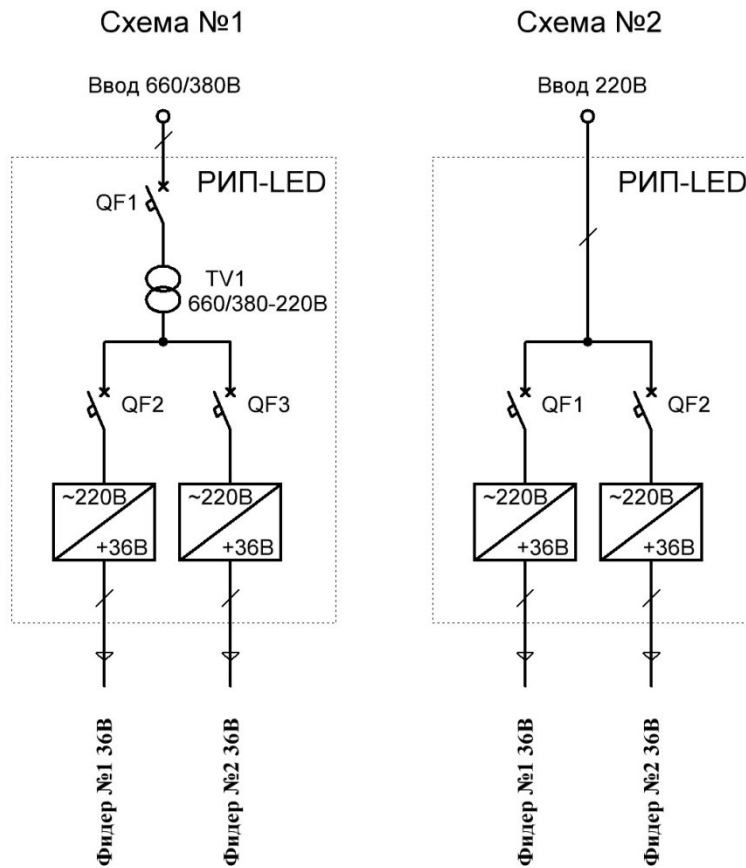 Схема №1
Ввод 660/380В
РИП-LED
QF1
TV1
660/380-220В
QF2
QF3
~220В
+36В
~220В
+36В
Фидер №1 36В
Фидер №2 36В
Схема №2
Ввод 220В
РИП-LED
QF1
QF2
~220В
+36В
~220В
+36В
Фидер №1 36В
Фидер №2 36В